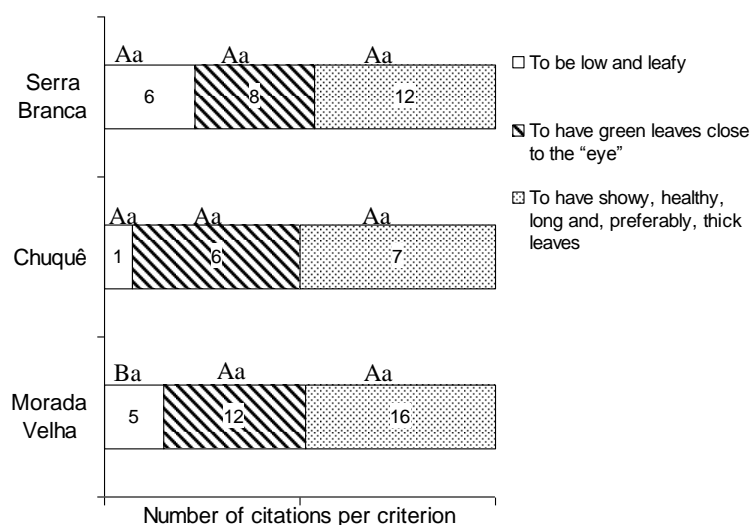 Aa Aa Aa
Serra
Branca
6 8 12
Aa Aa Aa
Chuquê
1 6 7
Ba Aa Aa
Morada
Velha
5 12 16
Number of citations per criterion
To be low and leafy
To have green leaves close
to the “eye”
To have showy, healthy,
long and, preferably, thick
leaves